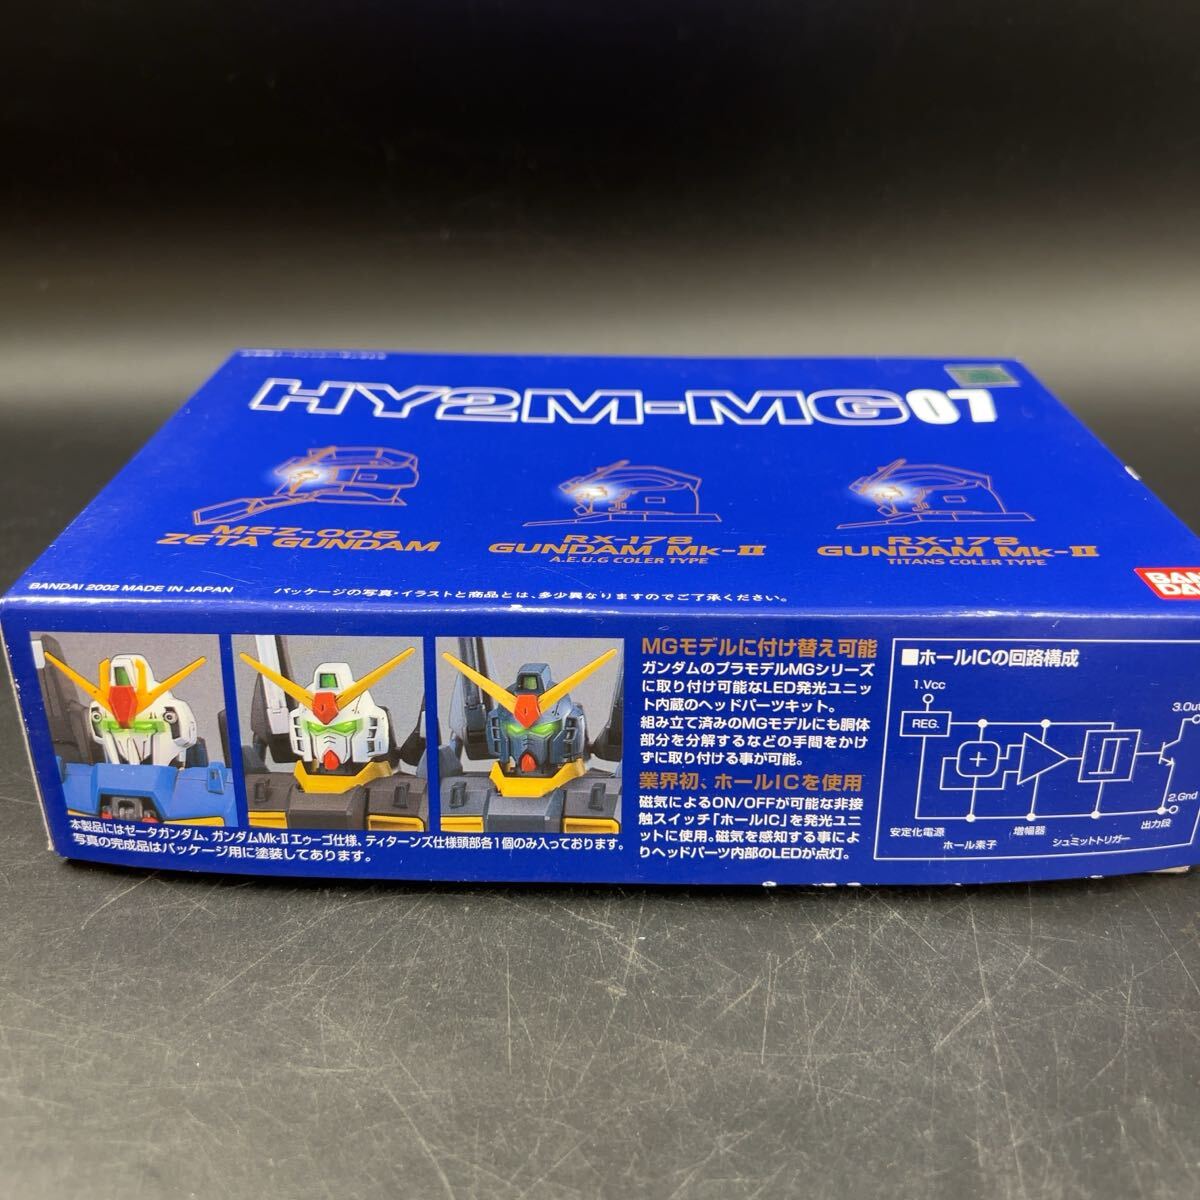 HY2M-MG07
MSZ-006
ZETA GUNDAM
RX-178
GUNDAM Mk-II
A.E.U.G COLER TYPE
RX-178
GUNDAM Mk-II
TITANS COLER TYPE
BANDAI 2002 MADE IN JAPAN
パッケージの写真・イラストと商品とは、多少異なりますのでご了承ください。
BAN
DA
本製品にはゼータガンダム、ガンダムMk-II エゥーゴ仕様、ティターンズ仕様頭部各1個のみ入っております。
写真の完成品はパッケージ用に塗装してあります。
MGモデルに付け替え可能
ガンダムのプラモデルMGシリーズ
に取り付け可能なLED発光ユニッ
ト内蔵のヘッドパーツキット。
組み立て済みのMGモデルにも胴体
部分を分解するなどの手間をかけ
ずに取り付ける事が可能。
業界初、ホールICを使用
磁気によるON/OFFが可能な非接
触スイッチ「ホールIC」を発光ユニ
ットに使用。磁気を感知する事によ
りヘッドパーツ内部のLEDが点灯。
■ホールICの回路構成
1.Vcc
REG.
3.Out
2.Gnd
安定化電源
ホール素子
増幅器
シュミットトリガー
出力段